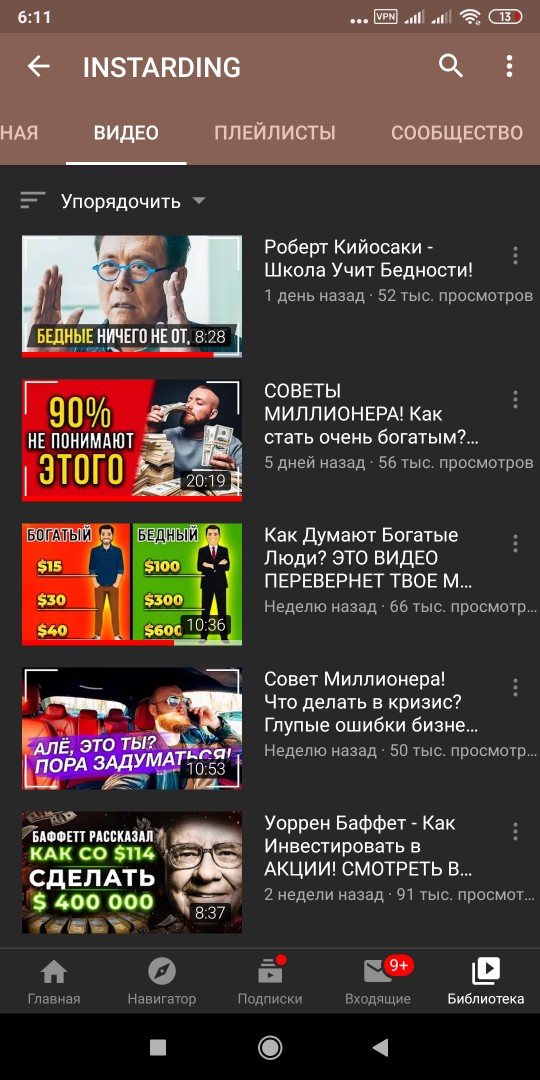 6:11
VPN
13
INSTARDING
НАЯ ВИДЕО ПЛЕЙЛИСТЫ СООБЩЕСТВО
Упорядочить
БЕДНЫЕ НИЧЕГО НЕ ОТ,
8:28
Роберт Кийосаки -
Школа Учит Бедности!
1 день назад · 52 тыс. просмотров
90%
НЕ ПОНИМАЮТ
ЭТОГО
20:19
СОВЕТЫ
МИЛЛИОНЕРА! Как
стать очень богатым?...
5 дней назад · 56 тыс. просмотров
БОГАТЫЙ БЕДНЫЙ
$15 $100
$30 $300
$40 $600
10:36
Как Думают Богатые
Люди? ЭТО ВИДЕО
ПЕРЕВЕРНЕТ ТВОЕ М...
Неделю назад · 66 тыс. просмотр...
АЛЁ, ЭТО ТЫ?
ПОРА ЗАДУМАТЬСЯ!
10:53
Совет Миллионера!
Что делать в кризис?
Глупые ошибки бизне...
Неделю назад · 50 тыс. просмотр...
БАФФЕТТ РАССКАЗАЛ
КАК СО $114
СДЕЛАТЬ
$ 400 000
8:37
Уоррен Баффет - Как
Инвестировать в
АКЦИИ! СМОТРЕТЬ В...
2 недели назад · 91 тыс. просмот...
9+
Главная Навигатор Подписки Входящие Библиотека